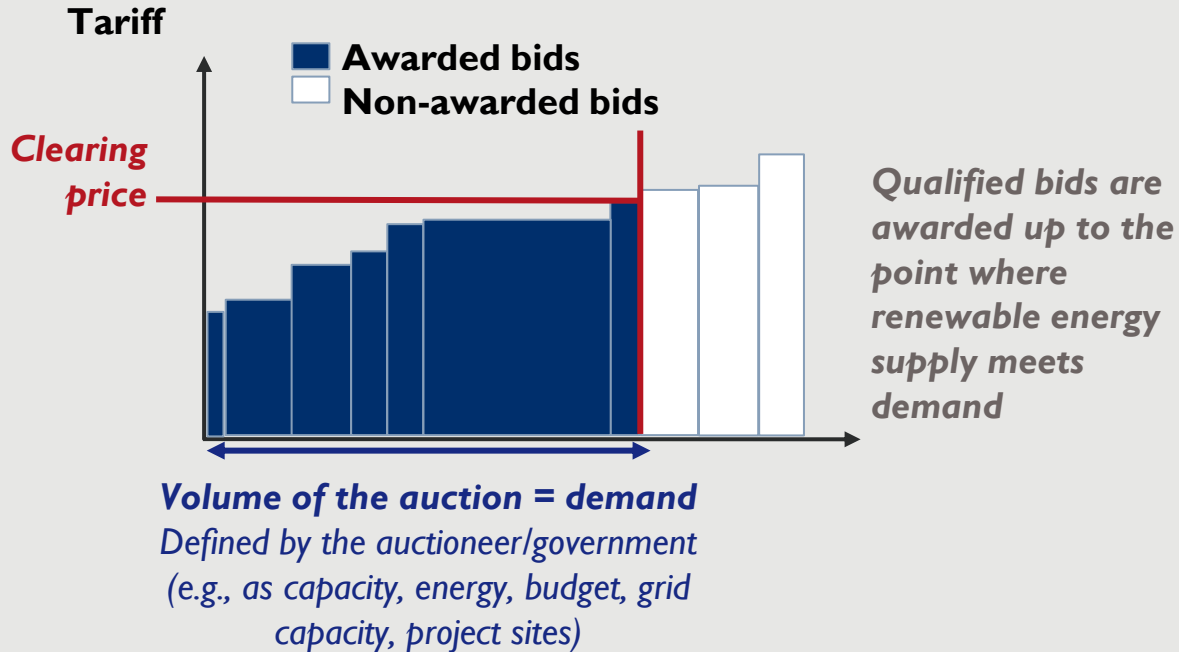 Tariff
Awarded bids
Non-awarded bids
Clearing
price
Qualified bids are
awarded up to the
point where
renewable energy
supply meets
demand
Volume of the auction = demand
Defined by the auctioneer/government
(e.g., as capacity, energy, budget, grid
capacity, project sites)